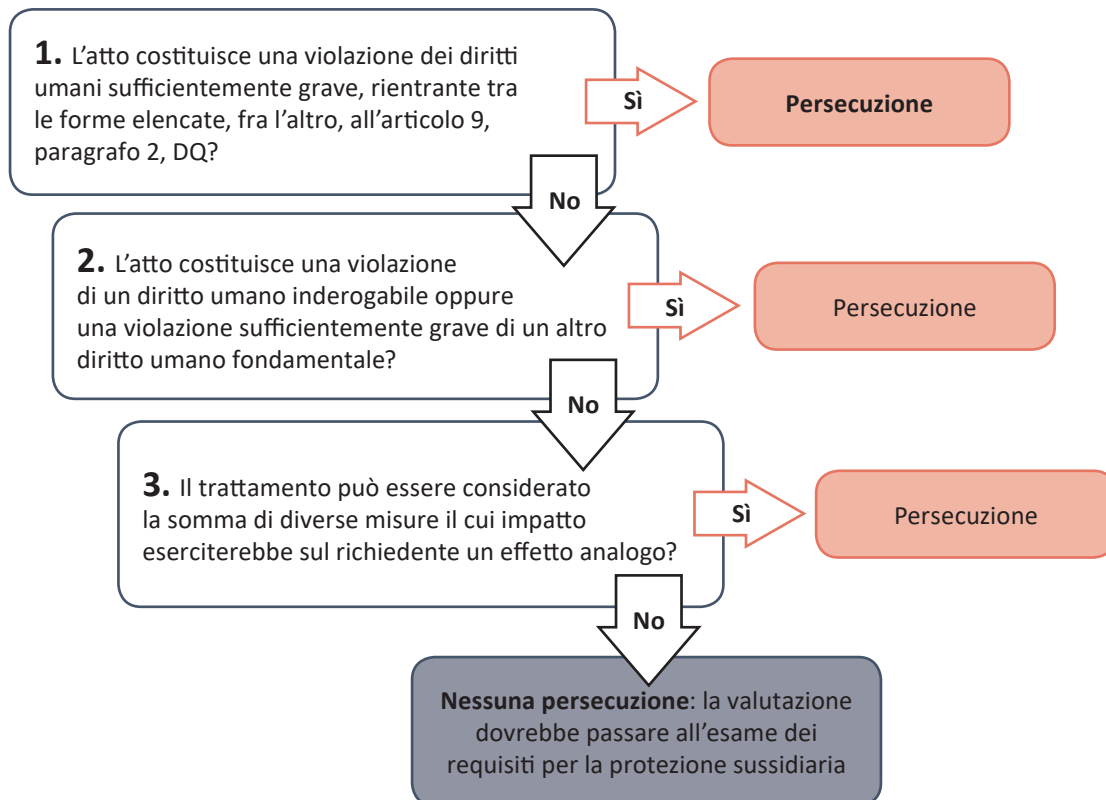 1. L'atto costituisce una violazione dei diritti
umani sufficientemente grave, rientrante tra
le forme elencate, fra l'altro, all'articolo 9,
paragrafo 2, DQ?
Sì
Persecuzione
No
2. L'atto costituisce una violazione
di un diritto umano inderogabile oppure
una violazione sufficientemente grave di un altro
diritto umano fondamentale?
Sì
Persecuzione
No
3. Il trattamento può essere considerato
la somma di diverse misure il cui impatto
eserciterebbe sul richiedente un effetto analogo?
Sì
Persecuzione
No
Nessuna persecuzione: la valutazione
dovrebbe passare all'esame dei
requisiti per la protezione sussidiaria